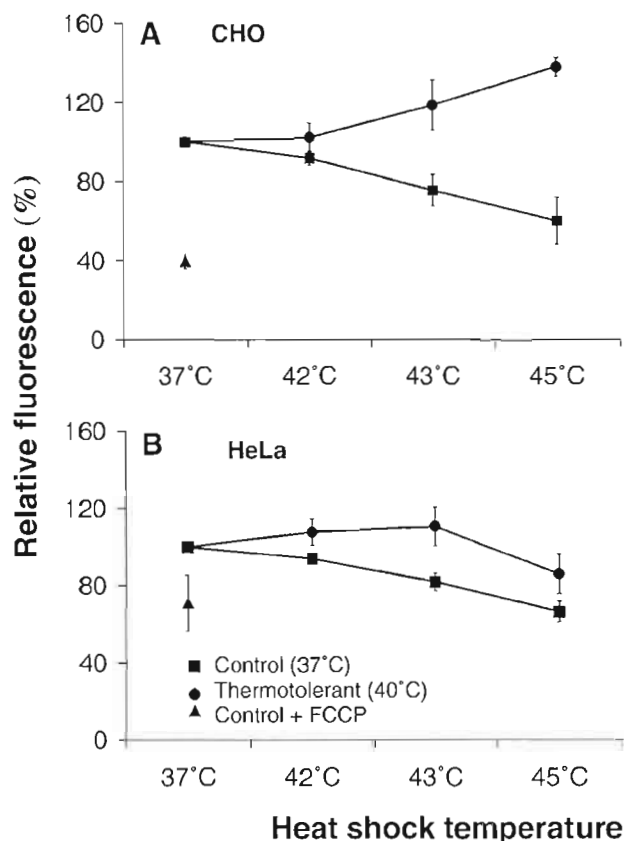 A CHO
160
120
80
40
0
37°C 42°C 43°C 45°C
Relative fluorescence (%)
B HeLa
160
120
80
40
0
Control (37°C)
Thermotolerant (40°C)
Control + FCCP
37°C 42°C 43°C 45°C
Heat shock temperature